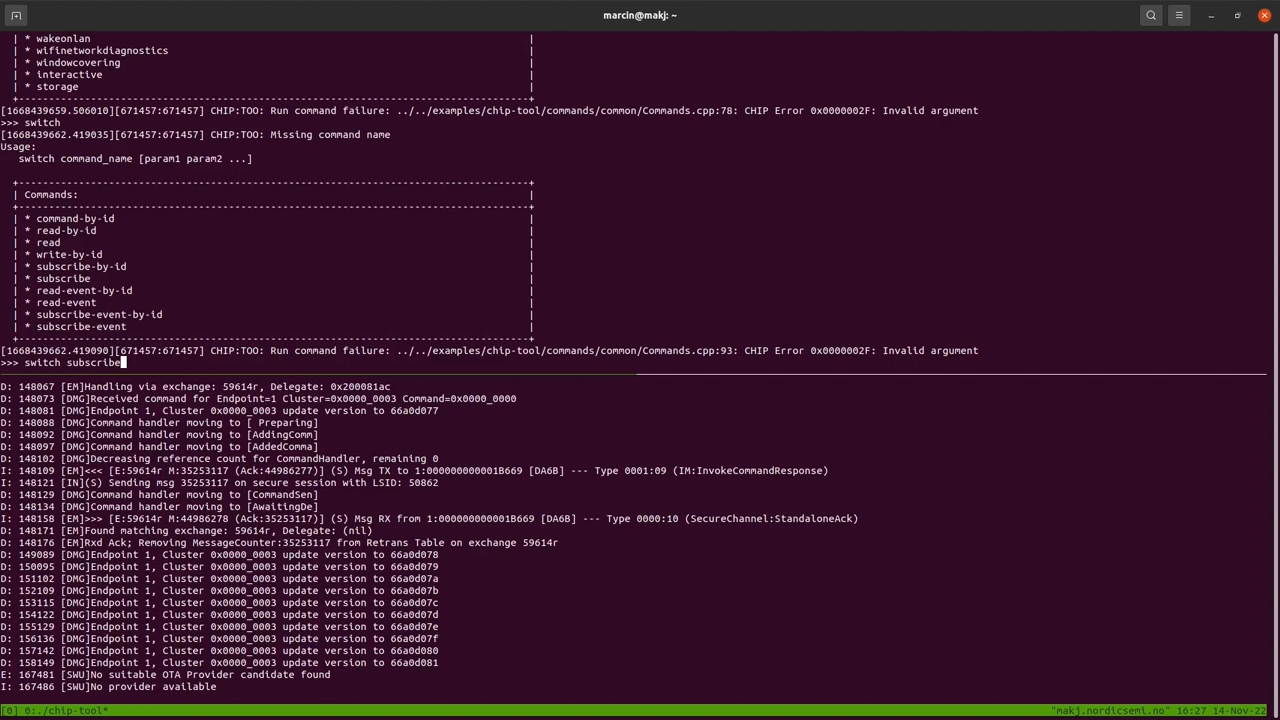 marcin@makj: ~
| * wakeonlan |
| * wifinetworkdiagnostics |
| * windowcovering |
| * interactive |
| * storage |
+-------------------------------------------------------------------------------------+
[1668439659.506010][671457:671457] CHIP:TOO: Run command failure: ../../examples/chip-tool/commands/common/Commands.cpp:78: CHIP Error 0x0000002F: Invalid argument
>>> switch
[1668439662.419035][671457:671457] CHIP:TOO: Missing command name
Usage:
switch command_name [param1 param2 ...]
+-------------------------------------------------------------------------------------+
| Commands: |
+-------------------------------------------------------------------------------------+
| * command-by-id |
| * read-by-id |
| * read |
| * write-by-id |
| * subscribe-by-id |
| * subscribe |
| * read-event-by-id |
| * read-event |
| * subscribe-event-by-id |
| * subscribe-event |
+-------------------------------------------------------------------------------------+
[1668439662.419090][671457:671457] CHIP:TOO: Run command failure: ../../examples/chip-tool/commands/common/Commands.cpp:93: CHIP Error 0x0000002F: Invalid argument
>>> switch subscribe
D: 148067 [EM]Handling via exchange: 59614r, Delegate: 0x200081ac
D: 148073 [DMG]Received command for Endpoint=1 Cluster=0x0000_0003 Command=0x0000_0000
D: 148081 [DMG]Endpoint 1, Cluster 0x0000_0003 update version to 66a0d077
D: 148088 [DMG]Command handler moving to [ Preparing]
D: 148092 [DMG]Command handler moving to [AddingComm]
D: 148097 [DMG]Command handler moving to [AddedComma]
D: 148102 [DMG]Decreasing reference count for CommandHandler, remaining 0
I: 148109 [EM]<<< [E:59614r M:35253117 (Ack:44986277)] (S) Msg TX to 1:000000000001B669 [DA6B] --- Type 0001:09 (IM:InvokeCommandResponse)
I: 148121 [IN](S) Sending msg 35253117 on secure session with LSID: 50862
D: 148129 [DMG]Command handler moving to [CommandSen]
D: 148134 [DMG]Command handler moving to [AwaitingDe]
I: 148158 [EM]>>> [E:59614r M:44986278 (Ack:35253117)] (S) Msg RX from 1:000000000001B669 [DA6B] --- Type 0000:10 (SecureChannel:StandaloneAck)
D: 148171 [EM]Found matching exchange: 59614r, Delegate: (nil)
D: 148176 [EM]Rxd Ack; Removing MessageCounter:35253117 from Retrans Table on exchange 59614r
D: 149089 [DMG]Endpoint 1, Cluster 0x0000_0003 update version to 66a0d078
D: 150095 [DMG]Endpoint 1, Cluster 0x0000_0003 update version to 66a0d079
D: 151102 [DMG]Endpoint 1, Cluster 0x0000_0003 update version to 66a0d07a
D: 152109 [DMG]Endpoint 1, Cluster 0x0000_0003 update version to 66a0d07b
D: 153115 [DMG]Endpoint 1, Cluster 0x0000_0003 update version to 66a0d07c
D: 154122 [DMG]Endpoint 1, Cluster 0x0000_0003 update version to 66a0d07d
D: 155129 [DMG]Endpoint 1, Cluster 0x0000_0003 update version to 66a0d07e
D: 156136 [DMG]Endpoint 1, Cluster 0x0000_0003 update version to 66a0d07f
D: 157142 [DMG]Endpoint 1, Cluster 0x0000_0003 update version to 66a0d080
D: 158149 [DMG]Endpoint 1, Cluster 0x0000_0003 update version to 66a0d081
E: 167481 [SWU]No suitable OTA Provider candidate found
I: 167486 [SWU]No provider available
[0] 0:./chip-tool* "makj.nordicsemi.no" 16:27 14-Nov-22